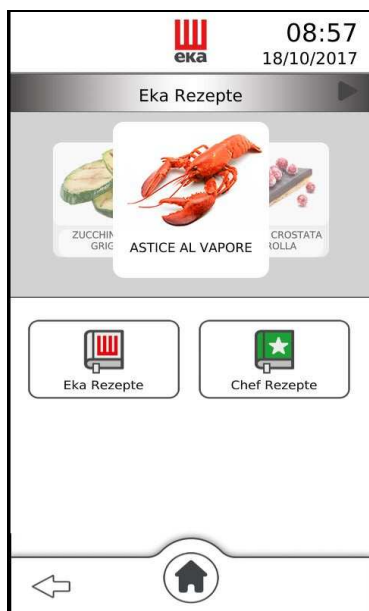 eka
08:57
18/10/2017
Eka Rezepte
ZUCCHIN
GRIG
ASTICE AL VAPORE
CROSTATA
ROLLA
Eka Rezepte
Chef Rezepte